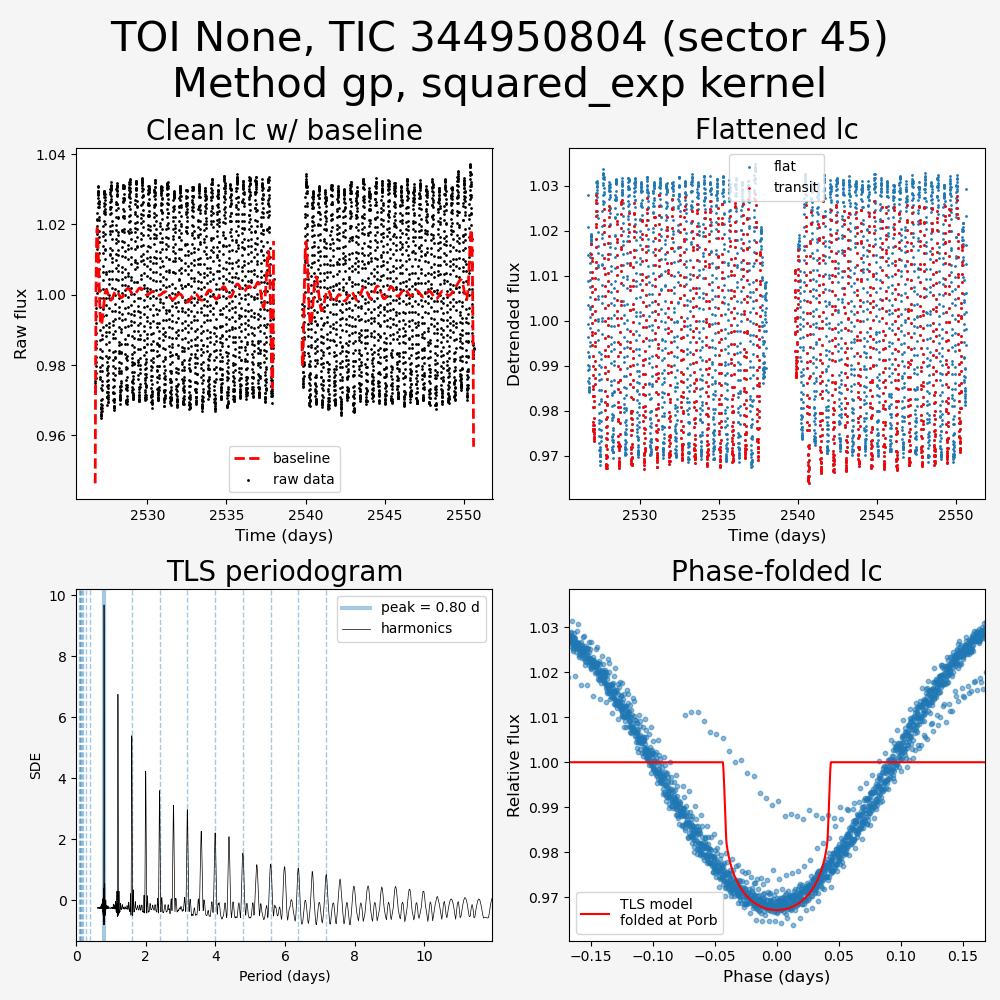 TOI None, TIC 344950804 (sector 45)
Method gp, squared_exp kernel
Clean lc w/ baseline
1.04
1.02
1.00
0.98
0.96
Raw flux
baseline
raw data
2530
2535
2540
2545
2550
Time (days)
Flattened lc
flat
transit
1.03
1.02
1.01
1.00
0.99
0.98
0.97
Detrended flux
2530
2535
2540
2545
2550
Time (days)
TLS periodogram
peak = 0.80 d
harmonics
10
8
6
4
2
0
SDE
0
2
4
6
8
10
Period (days)
Phase-folded lc
1.03
1.02
1.01
1.00
0.99
0.98
0.97
Relative flux
TLS model
folded at Porb
−0.15
−0.10
−0.05
0.00
0.05
0.10
0.15
Phase (days)